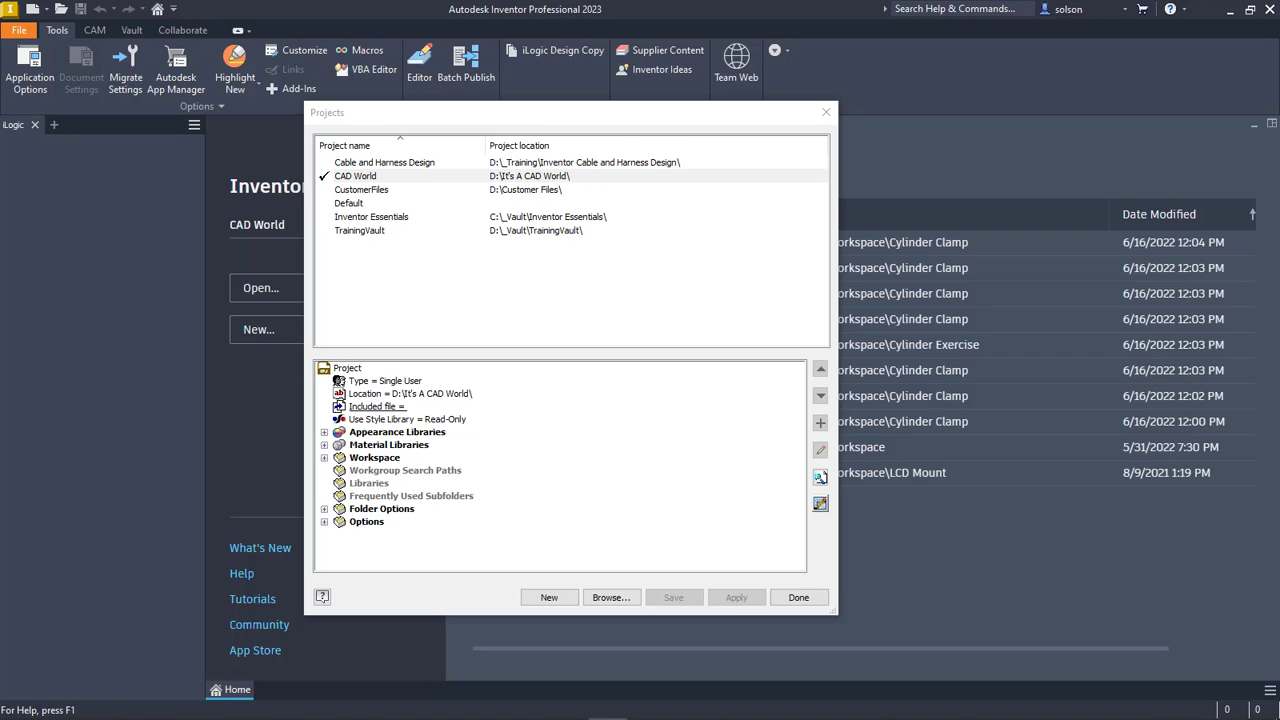 Autodesk Inventor Professional 2023
Search Help & Commands...
solson
File Tools CAM Vault Collaborate
Application Options
Document Settings
Migrate Settings
Autodesk App Manager
Highlight New
Customize
Links
Add-Ins
Macros
VBA Editor
Editor
Batch Publish
iLogic Design Copy
Supplier Content
Inventor Ideas
Team Web
Options
iLogic
Projects
Project name Project location
Cable and Harness Design D:\_Training\Inventor Cable and Harness Design\
CAD World D:\It's A CAD World\
CustomerFiles D:\Customer Files\
Default
Inventor Essentials C:\_Vault\Inventor Essentials\
TrainingVault D:\_Vault\TrainingVault\
Project
Type = Single User
Location = D:\It's A CAD World\
Included file =
Use Style Library = Read-Only
Appearance Libraries
Material Libraries
Workspace
Workgroup Search Paths
Libraries
Frequently Used Subfolders
Folder Options
Options
New Browse... Save Apply Done
Inventor
CAD World
Open...
New...
What's New
Help
Tutorials
Community
App Store
Date Modified
orkspace\Cylinder Clamp 6/16/2022 12:04 PM
orkspace\Cylinder Clamp 6/16/2022 12:03 PM
orkspace\Cylinder Clamp 6/16/2022 12:03 PM
orkspace\Cylinder Clamp 6/16/2022 12:03 PM
orkspace\Cylinder Exercise 6/16/2022 12:03 PM
orkspace\Cylinder Clamp 6/16/2022 12:03 PM
orkspace\Cylinder Clamp 6/16/2022 12:02 PM
orkspace\Cylinder Clamp 6/16/2022 12:00 PM
orkspace 5/31/2022 7:30 PM
orkspace\LCD Mount 8/9/2021 1:19 PM
Home
For Help, press F1
0 0